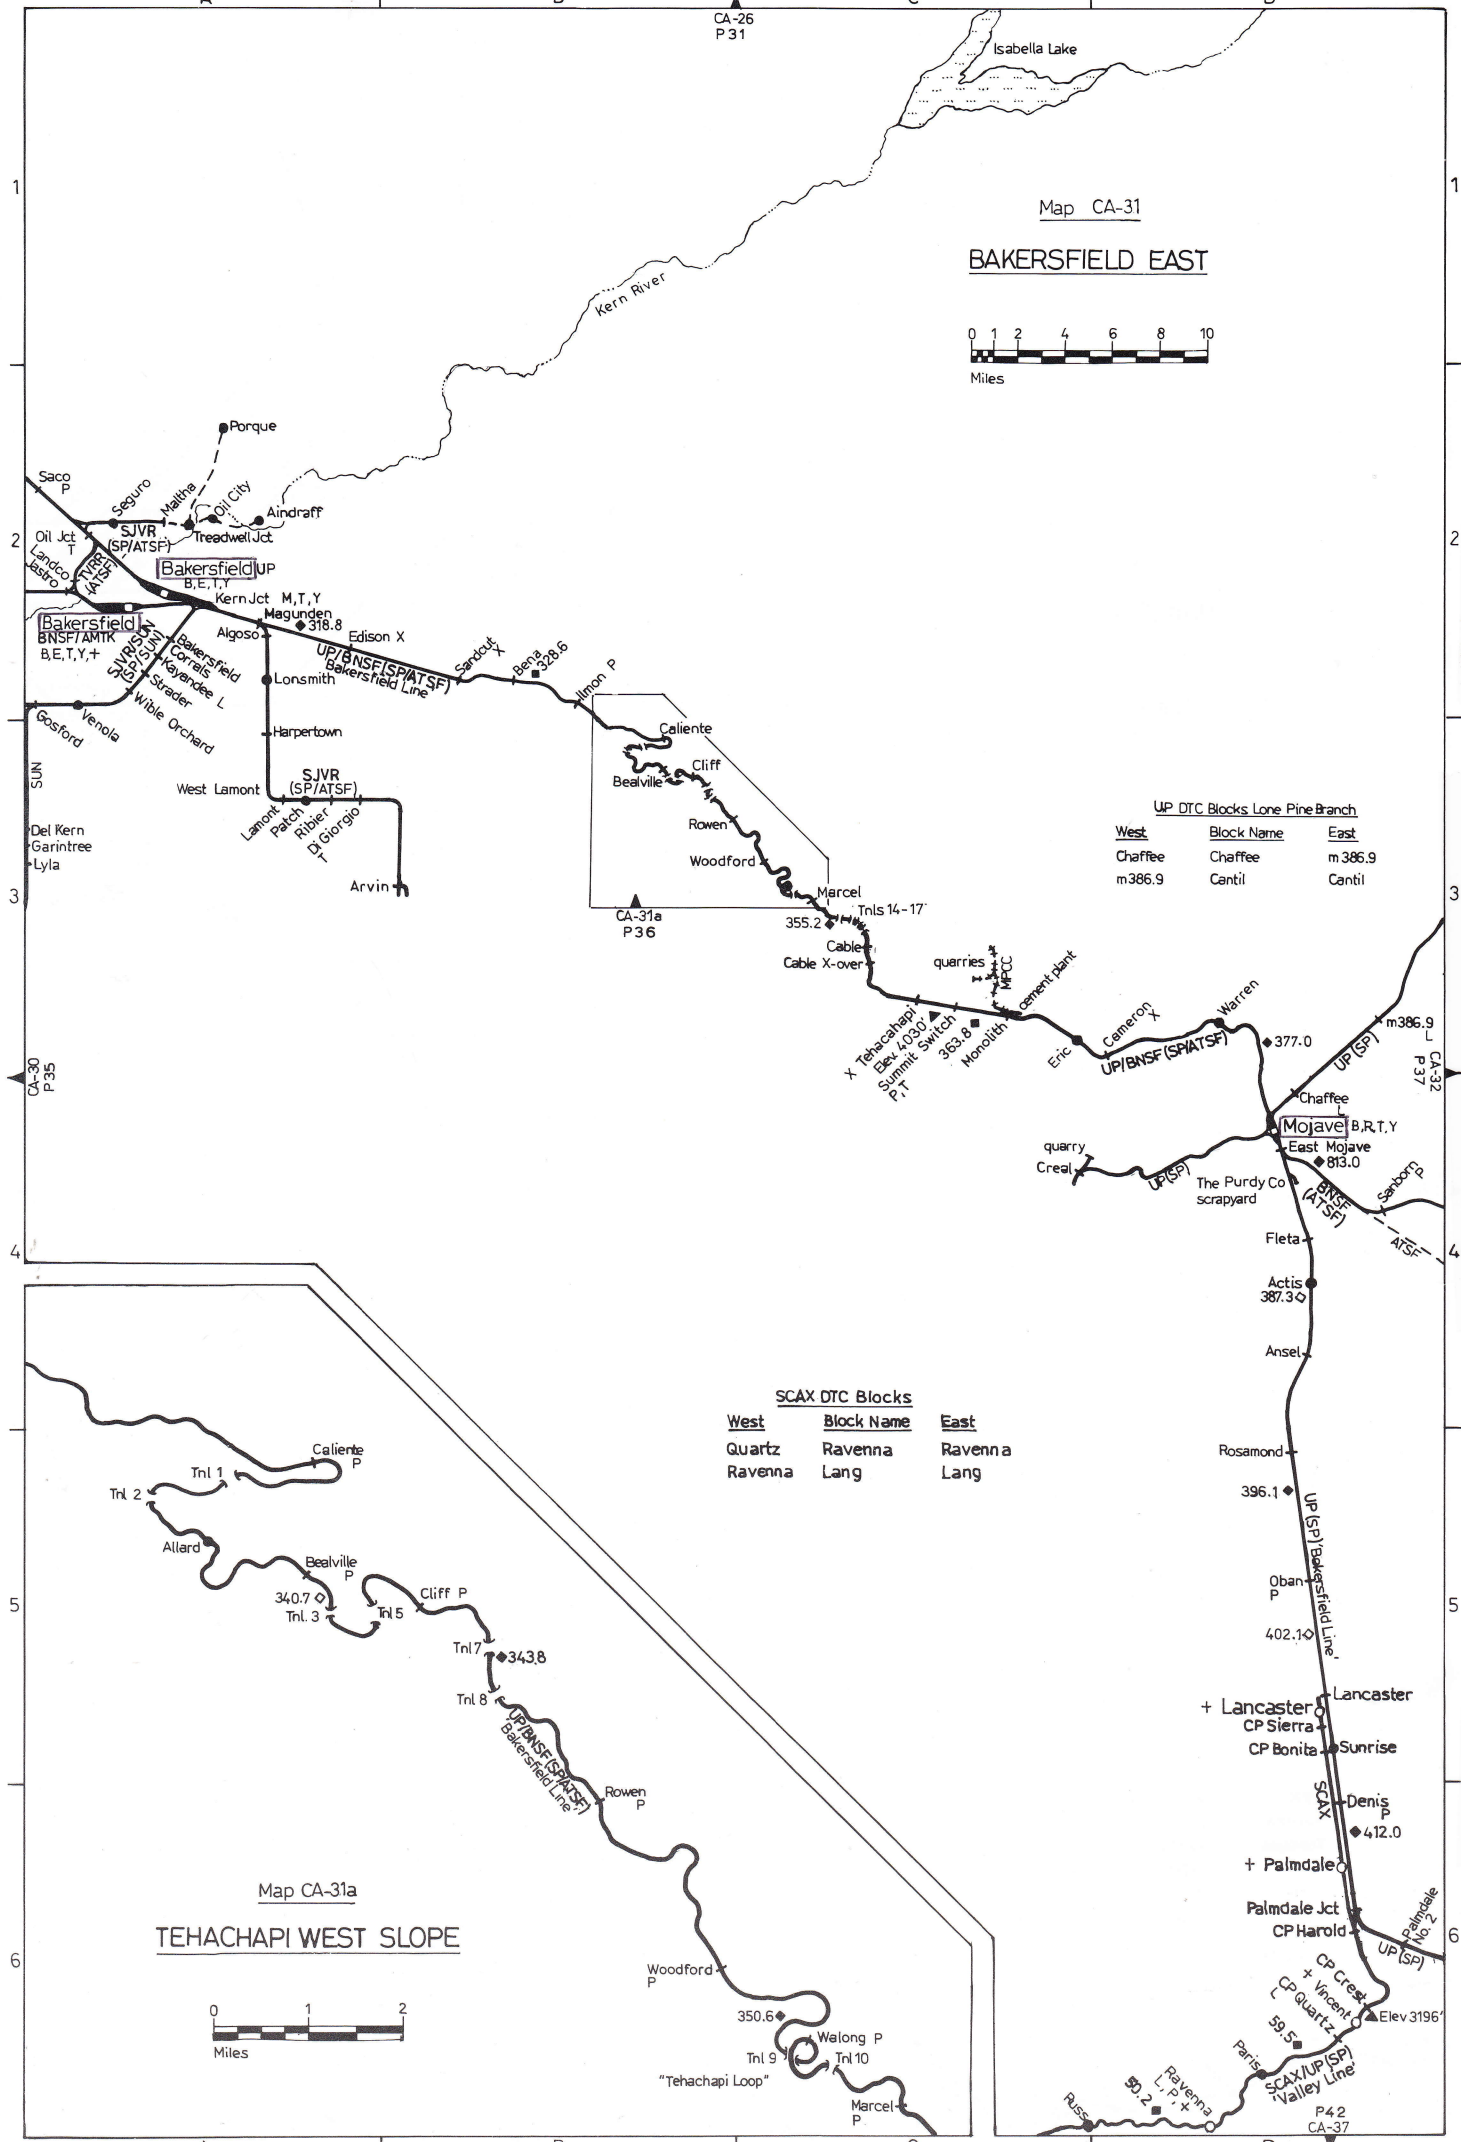 A
B
C
D
CA-26
P31
Isabella Lake
1
1
Map CA-31
BAKERSFIELD EAST
Kern River
0 1 2 4 6 8 10
Miles
Porque
Saco
P
Seguro
Maltha
Oil City
Aindraff
Treadwell Jct
SJVR
(SP/ATSF)
2
2
Oil Jct
T
Landco
Jastro
TVRR
(ATSF)
Bakersfield UP
B,E,T,Y
Kern Jct M,T,Y
Magunden
318.8
Bakersfield
BNSF/AMTK
B,E,T,Y,+
Algoso
Edison X
UP/BNSF(SP/ATSF)
Bakersfield Line'
Sandcut
X
Bena
328.6
Ilmon P
SJVR/SUN
(SP/SUN)
Bakersfield
Corrals
Kayandee L
Strader
Wible Orchard
Lonsmith
Gosford
Venola
Harpertown
Caliente
Cliff
Bealville
SUN
West Lamont
SJVR
(SP/ATSF)
Lamont
Patch
Ribier
Di Giorgio
T
Rowen
UP DTC Blocks Lone Pine Branch
West Block Name East
Chaffee Chaffee m386.9
m386.9 Cantil Cantil
Del Kern
Garintree
Lyla
Woodford
Arvin
Marcel
3
3
CA-31a
P36
355.2
Tnls 14-17
Cable
Cable X-over
quarries
MPCC
cement plant
X Tehacahapi
Elev. 4030'
Summit Switch
P,T
363.8
Monolith
Eric
Cameron
X
Warren
UP/BNSF(SP/ATSF)
377.0
UP(SP)
m386.9
L
CA-30
P35
CA-32
P37
Chaffee
L
Mojave B,R,T,Y
East Mojave
813.0
quarry
Creal
UP(SP)
The Purdy Co
scrapyard
BNSF
(ATSF)
Sanborn
P
ATSF
4
4
Fleta
Actis
387.3
Ansel
SCAX DTC Blocks
West Block Name East
Quartz Ravenna Ravenna
Ravenna Lang Lang
Rosamond
396.1
UP(SP)'Bakersfield Line'
Oban
P
402.1
Caliente
P
Tnl 1
Tnl 2
Allard
Bealville
P
340.7
Tnl. 3
Tnl 5
Cliff P
5
5
Tnl 7
343.8
Tnl 8
UP/BNSF(SP/ATSF)
'Bakersfield Line'
Rowen
P
Lancaster
+ Lancaster
CP Sierra
CP Bonita
Sunrise
SCAX
Denis
P
412.0
+ Palmdale
Map CA-31a
TEHACHAPI WEST SLOPE
Palmdale Jct
CP Harold
Palmdale
No. 2
UP(SP)
6
6
Woodford
P
CP Crest
+ Vincent
CP Quartz
L
Elev 3196'
0 1 2
Miles
350.6
Walong P
Tnl 9
Tnl 10
"Tehachapi Loop"
Marcel
P
59.5
Paris
SCAX/UP(SP)
'Valley Line'
Ravenna
L, P, +
50.2
Russ
P42
CA-37